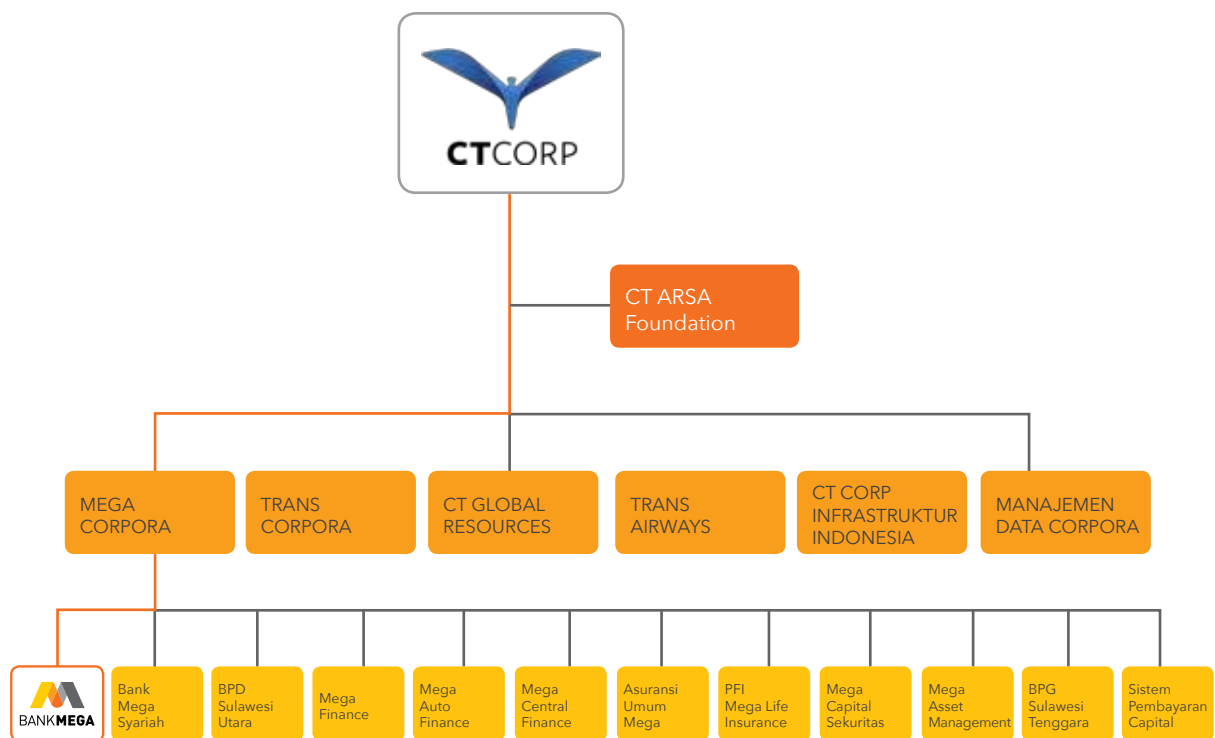 CTCORP
CT ARSA
Foundation
MEGA
CORPORA
TRANS
CORPORA
CT GLOBAL
RESOURCES
TRANS
AIRWAYS
CT CORP
INFRASTRUKTUR
INDONESIA
MANAJEMEN
DATA CORPORA
BANKMEGA
Bank
Mega
Syariah
BPD
Sulawesi
Utara
Mega
Finance
Mega
Auto
Finance
Mega
Central
Finance
Asuransi
Umum
Mega
PFI
Mega Life
Insurance
Mega
Capital
Sekuritas
Mega
Asset
Management
BPG
Sulawesi
Tenggara
Sistem
Pembayaran
Capital